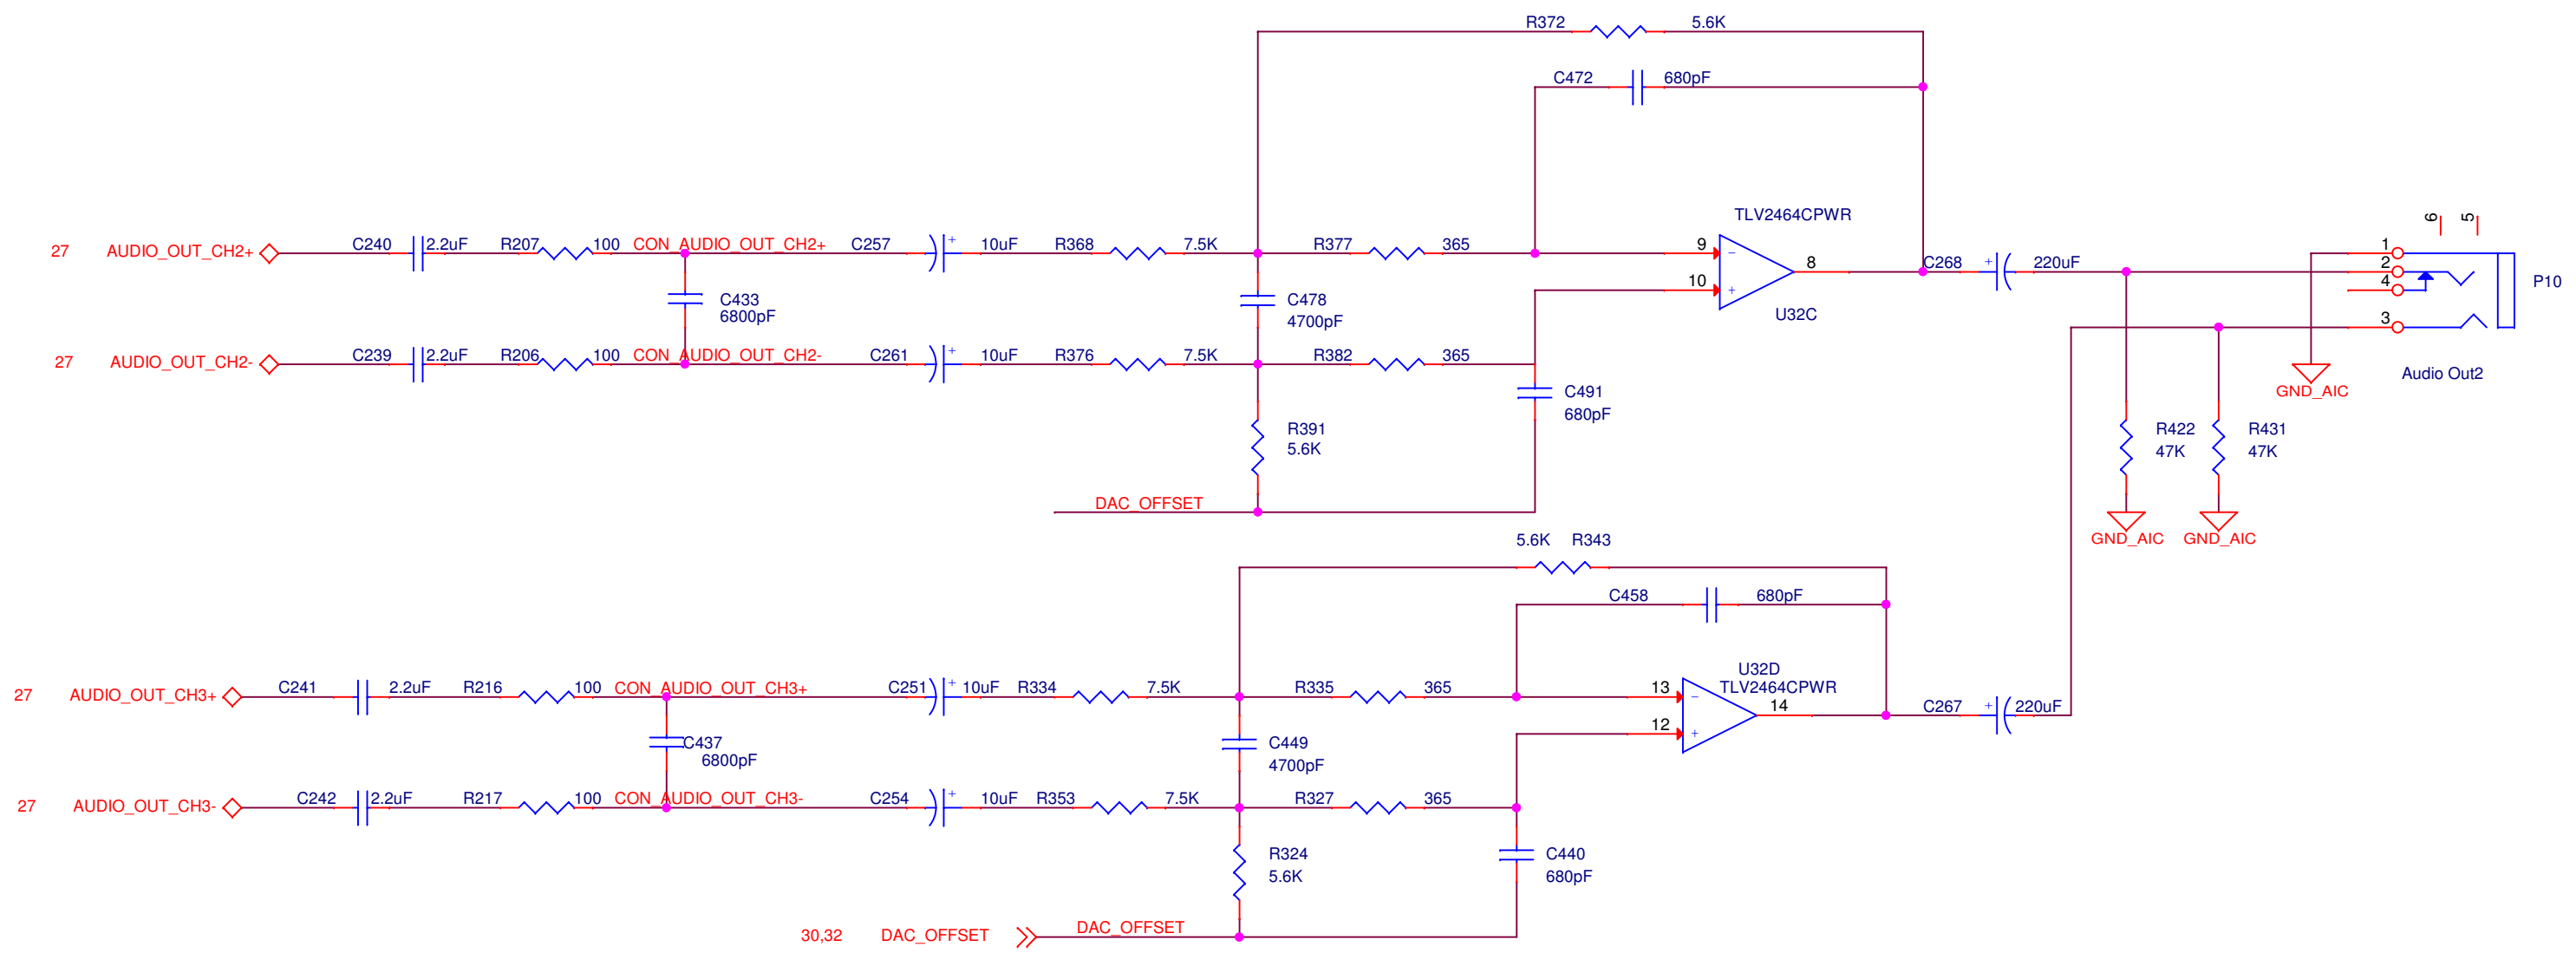 R372 5.6K
C472 680pF
TLV2464CPWR
6 5
27 AUDIO_OUT_CH2+ C240 2.2uF R207 100 CON_AUDIO_OUT_CH2+ C257 + 10uF R368 7.5K R377 365 9 - 8 C268 + 220uF 1
2
4
P10
10 +
U32C
C433
6800pF
C478
4700pF
3
27 AUDIO_OUT_CH2- C239 2.2uF R206 100 CON_AUDIO_OUT_CH2- C261 + 10uF R376 7.5K R382 365
Audio Out2
GND_AIC
C491
680pF
R391
5.6K
R422
47K
R431
47K
DAC_OFFSET
GND_AIC GND_AIC
5.6K R343
C458 680pF
U32D
TLV2464CPWR
27 AUDIO_OUT_CH3+ C241 2.2uF R216 100 CON_AUDIO_OUT_CH3+ C251 + 10uF R334 7.5K R335 365 13 - 14 C267 + 220uF
12 +
C437
6800pF
C449
4700pF
27 AUDIO_OUT_CH3- C242 2.2uF R217 100 CON_AUDIO_OUT_CH3- C254 + 10uF R353 7.5K R327 365
R324
5.6K
C440
680pF
30,32 DAC_OFFSET DAC_OFFSET